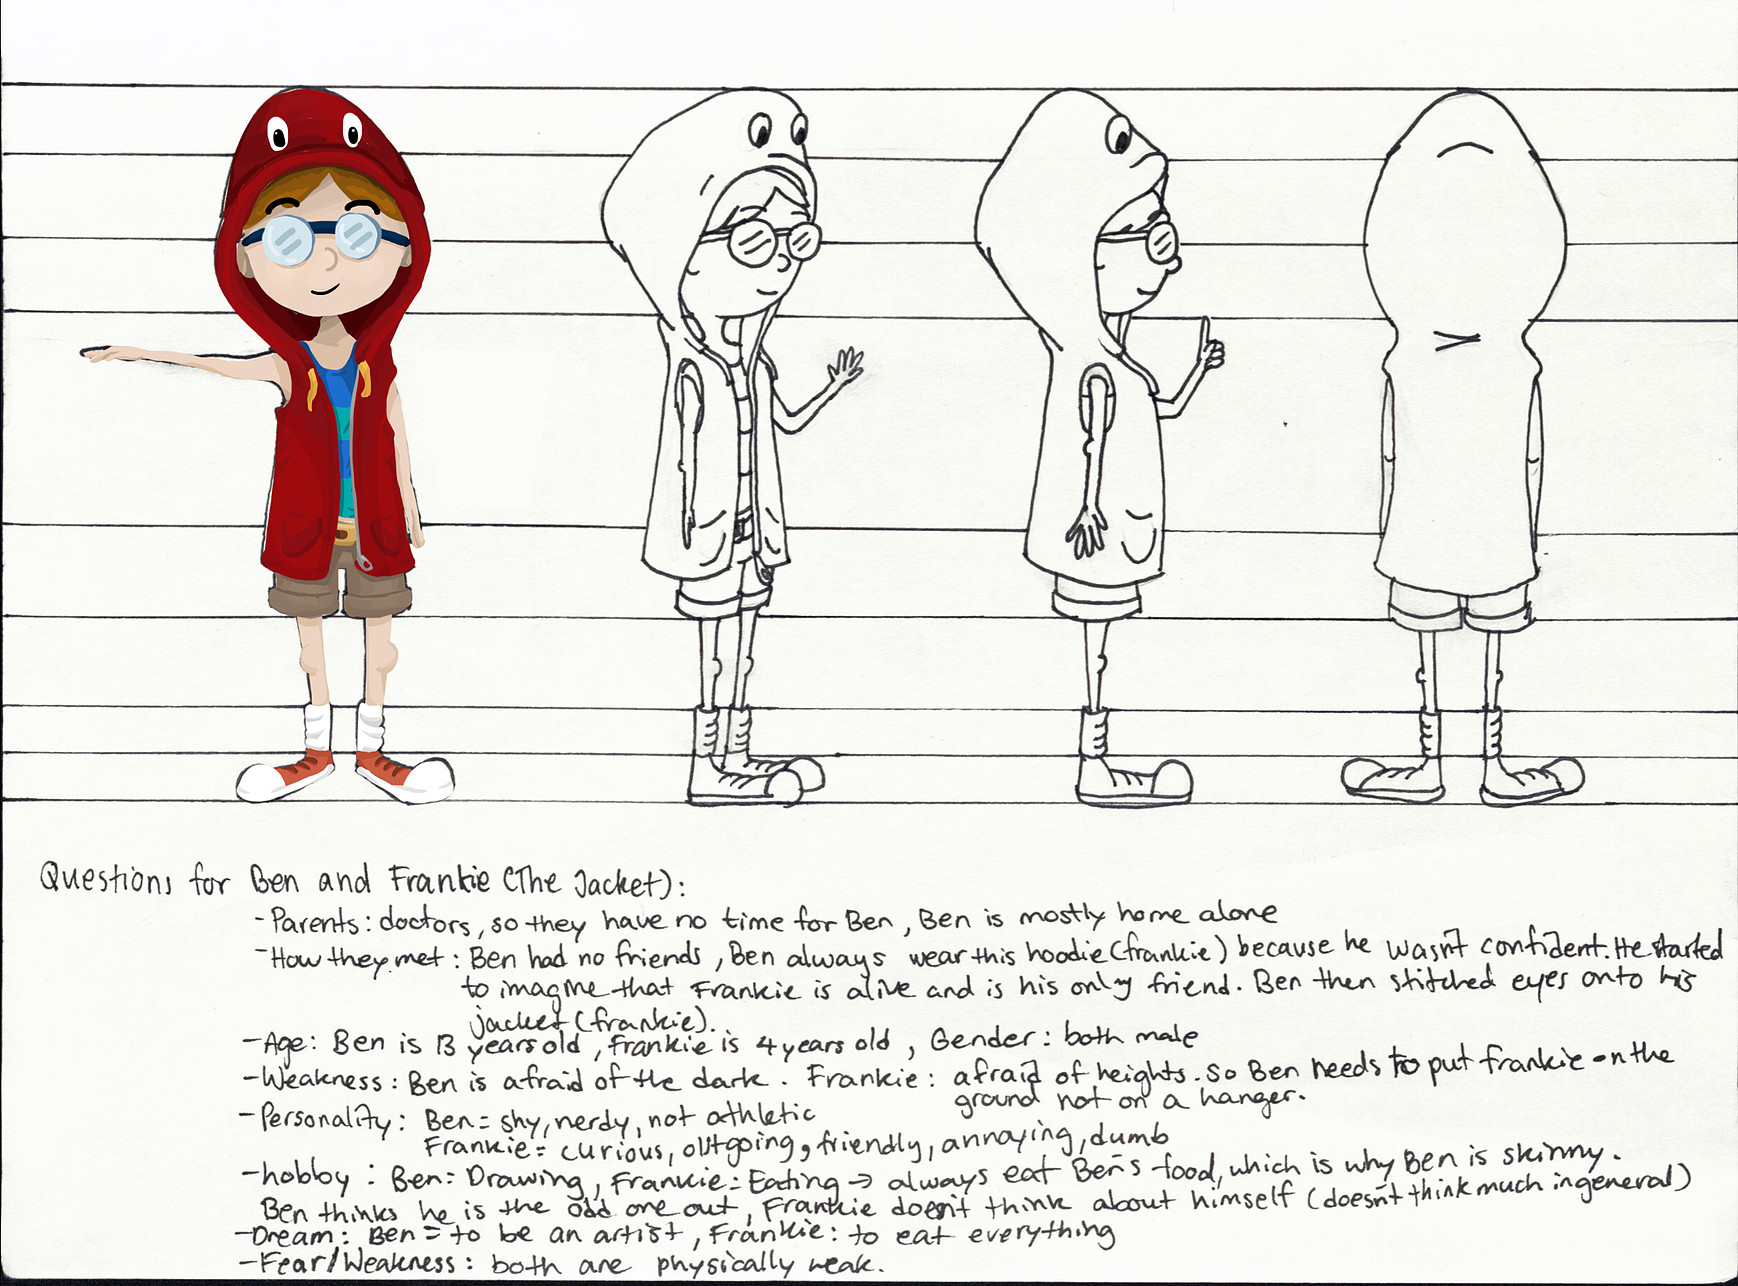 Questions for Ben and Frankie (The Jacket):
- Parents: doctors, so they have no time for Ben, Ben is mostly home alone
- How they met: Ben had no friends, Ben always wear this hoodie (frankie) because he wasn't confident. He started
to imagine that Frankie is alive and is his only friend. Ben then stitched eyes onto his
jacket (frankie).
- Age: Ben is 13 years old, frankie is 4 years old, Gender: both male
- Weakness: Ben is afraid of the dark. Frankie: afraid of heights. So Ben needs to put frankie on the
ground not on a hanger.
- Personality: Ben = shy, nerdy, not athletic
Frankie = curious, outgoing, friendly, annoying, dumb
- hobby: Ben = Drawing, Frankie = Eating → always eat Ben's food, which is why Ben is skinny.
Ben thinks he is the odd one out, Frankie doesn't think about himself (doesn't think much in general)
- Dream: Ben = to be an artist, Frankie: to eat everything
- Fear/Weakness: both are physically weak.